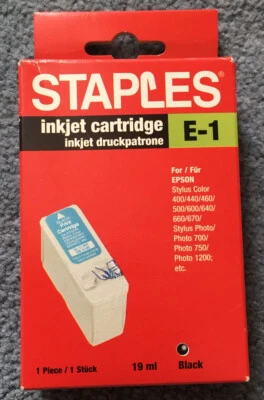 STAPLES®
inkjet cartridge
E-1
inkjet druckpatrone
For / Für
EPSON
Stylus Color
400/440/460/
500/600/640/
660/670/
Stylus Photo/
Photo 700/
Photo 750/
Photo 1200;
etc.
Cartridge
1 Piece / 1 Stück
19 ml
Black